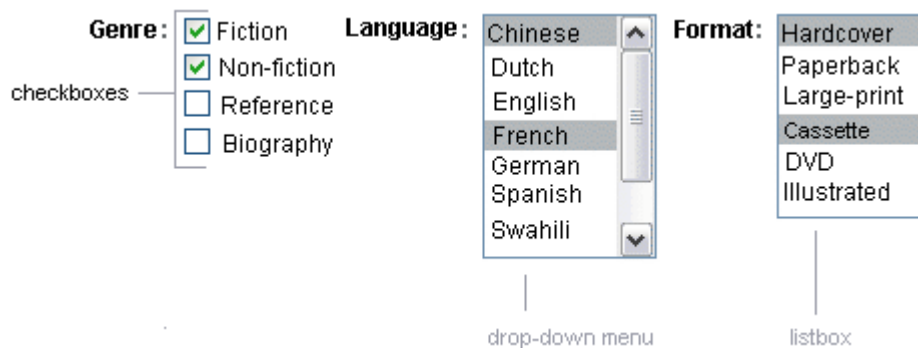 Genre:
Fiction
Non-fiction
Reference
Biography
checkboxes
Language:
Chinese
Dutch
English
French
German
Spanish
Swahili
drop-down menu
Format:
Hardcover
Paperback
Large-print
Cassette
DVD
Illustrated
listbox